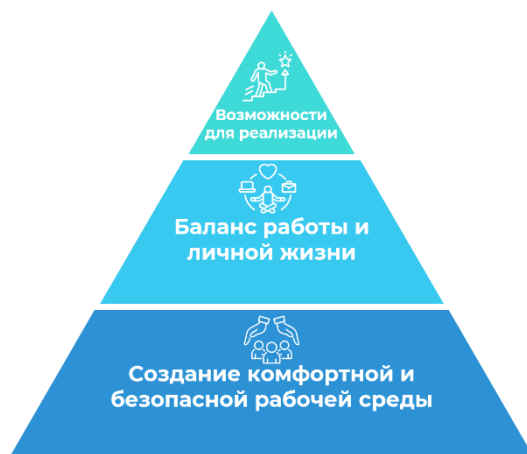 Возможности
для реализации
Баланс работы и
личной жизни
Создание комфортной и
безопасной рабочей среды